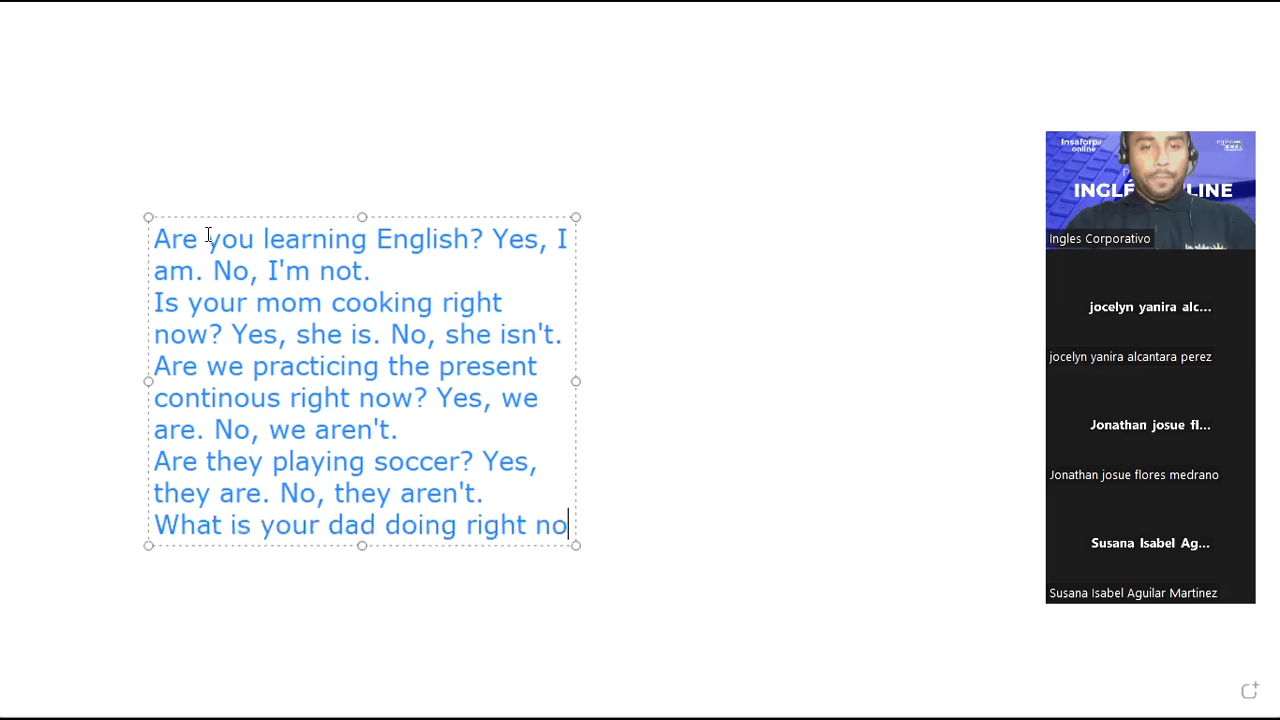 Are you learning English? Yes, I
am. No, I'm not.
Is your mom cooking right
now? Yes, she is. No, she isn't.
Are we practicing the present
continous right now? Yes, we
are. No, we aren't.
Are they playing soccer? Yes,
they are. No, they aren't.
What is your dad doing right no
Insaforp
online
INGLÉ
LINE
Ingles Corporativo
jocelyn yanira alc...
jocelyn yanira alcantara perez
Jonathan josue fl...
Jonathan josue flores medrano
Susana Isabel Ag...
Susana Isabel Aguilar Martinez